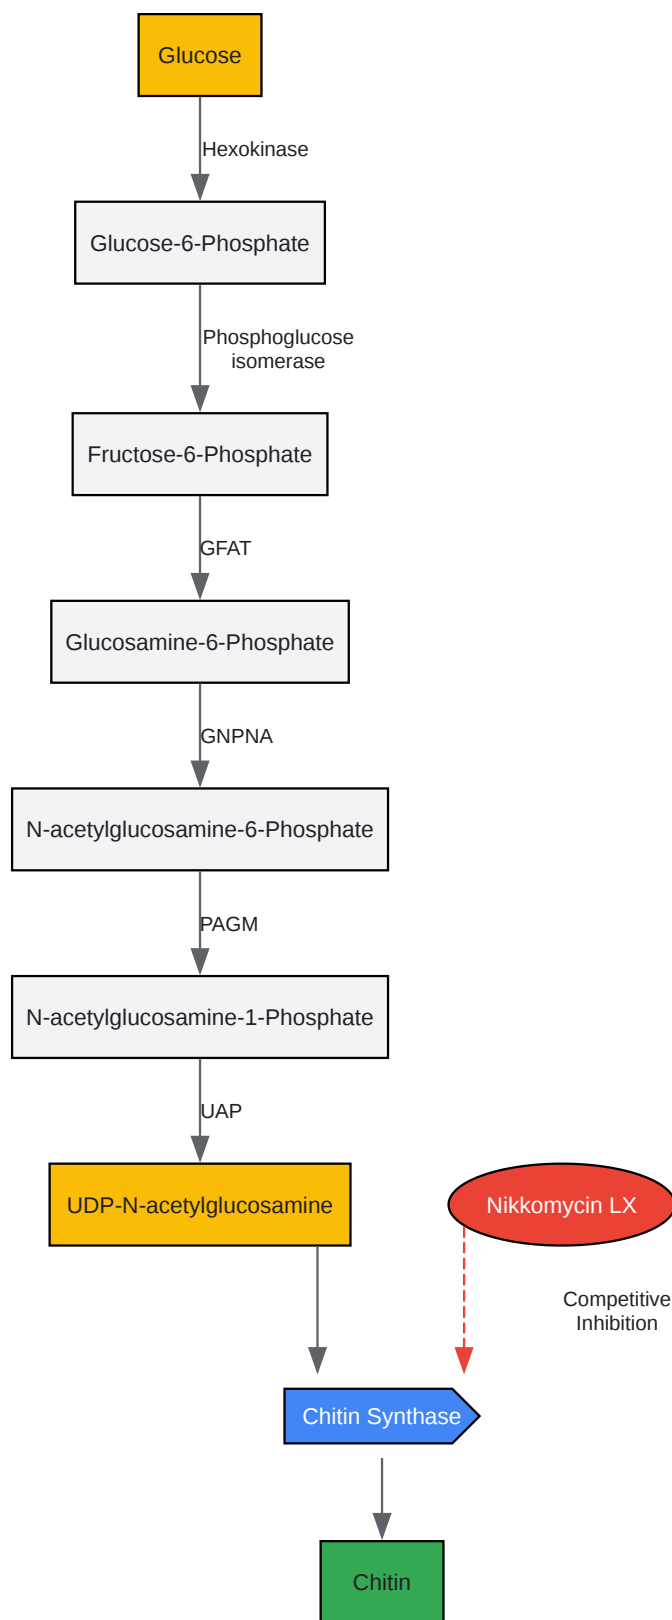 Glucose
Hexokinase
Glucose-6-Phosphate
Phosphoglucose
isomerase
Fructose-6-Phosphate
GFAT
Glucosamine-6-Phosphate
GNPNA
N-acetylglucosamine-6-Phosphate
PAGM
N-acetylglucosamine-1-Phosphate
UAP
UDP-N-acetylglucosamine
Nikkomycin LX
Competitive
Inhibition
Chitin Synthase
Chitin